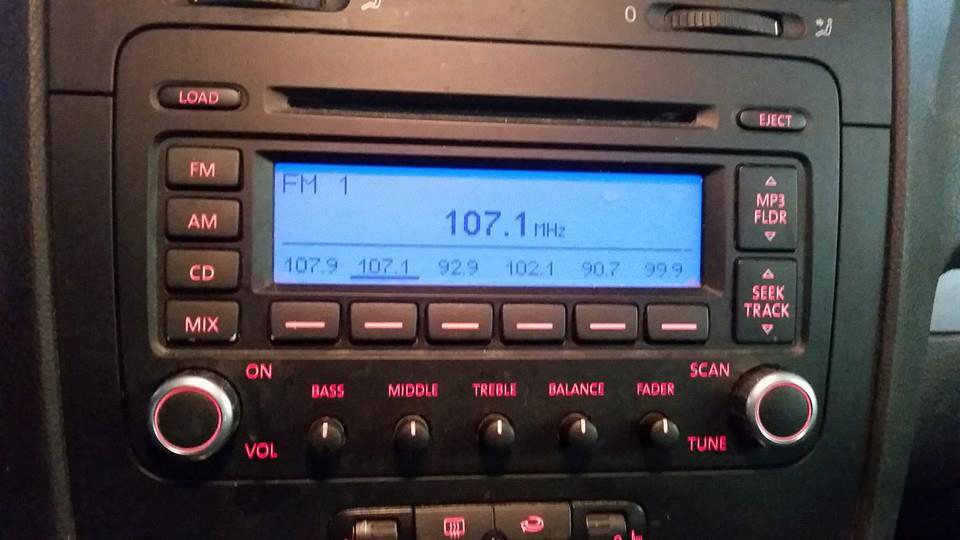 0
LOAD
EJECT
FM
AM
CD
MIX
FM 1
107.1 MHz
107.9 107.1 92.9 102.1 90.7 99.9
MP3
FLDR
SEEK
TRACK
ON
VOL
BASS MIDDLE TREBLE BALANCE FADER
SCAN
TUNE